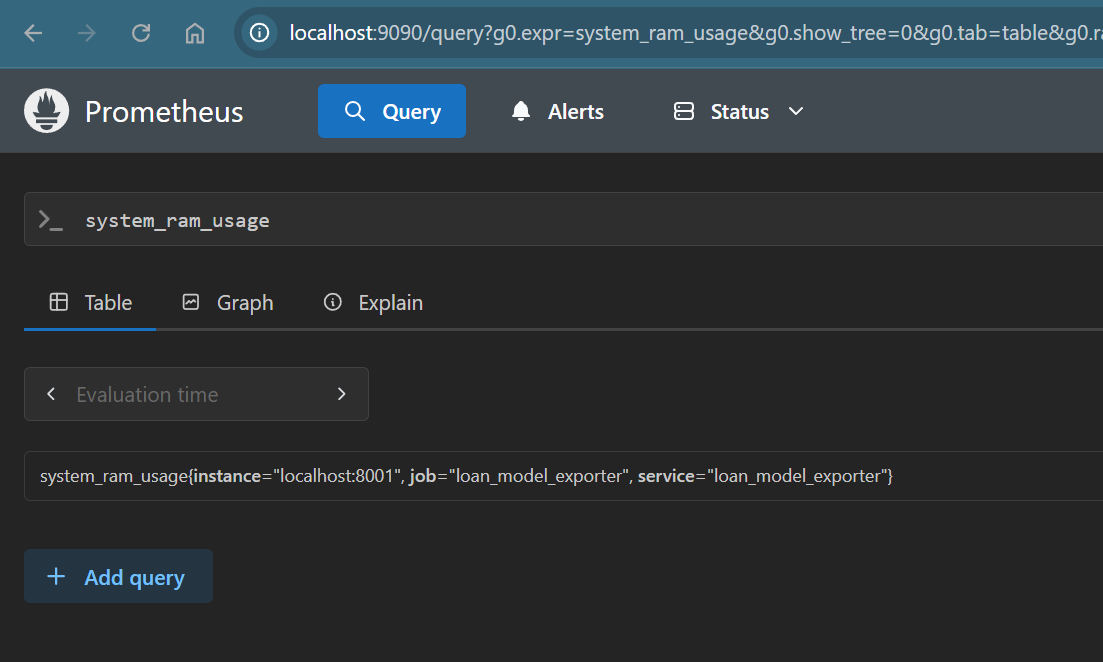 localhost:9090/query?g0.expr=system_ram_usage&g0.show_tree=0&g0.tab=table&g0.ra
Prometheus Query Alerts Status
system_ram_usage
Table Graph Explain
Evaluation time
system_ram_usage{instance="localhost:8001", job="loan_model_exporter", service="loan_model_exporter"}
+ Add query